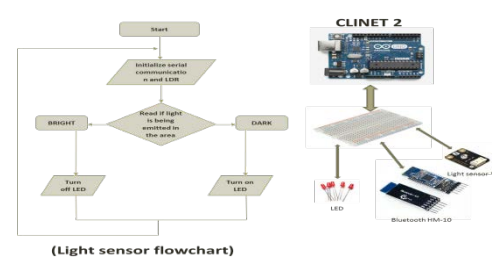 Start
Initialize serial
communicatio
n and LDR
Read if light
is being
emitted in
the area
BRIGHT
DARK
Turn
off LED
Turn on
LED
(Light sensor flowchart)
CLINET 2
Light sensor-
LED
Bluetooth HM-10